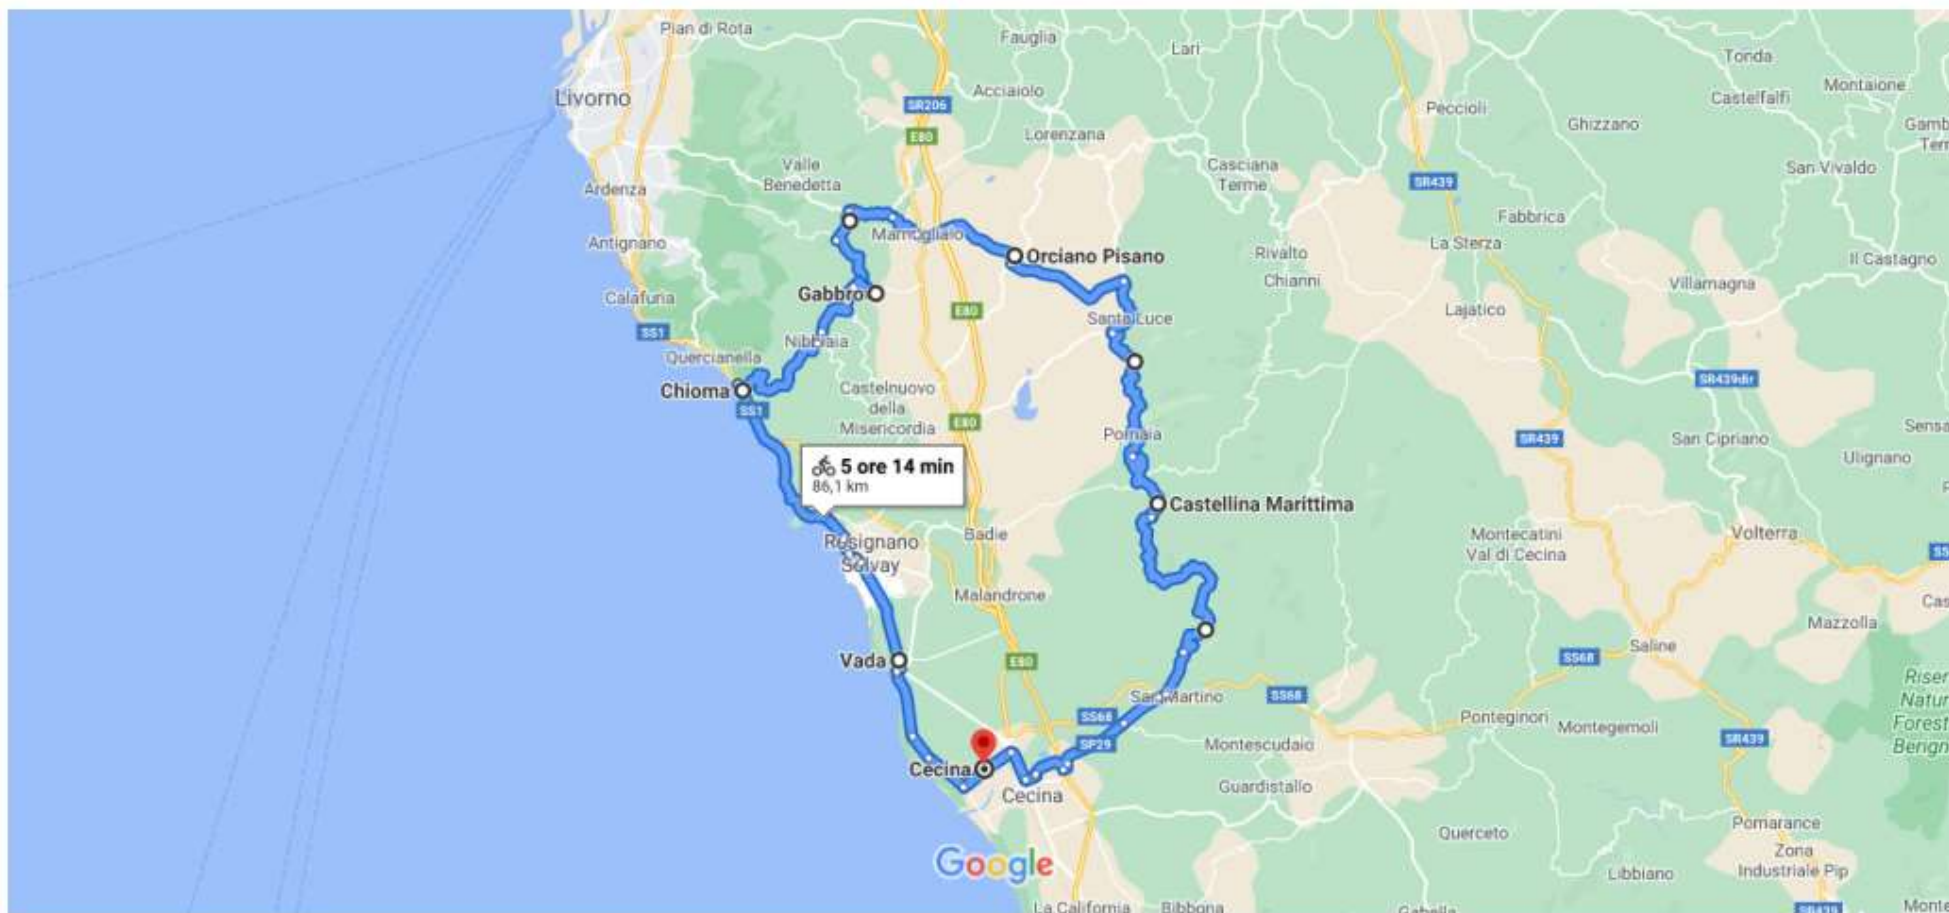 Pian di Rota
Fauglia
Lari
Tonda
Montaione
Livorno
SR206
Acciaiolo
Castelfalfi
Peccioli
Ghizzano
E80
Lorenzana
Valle
Benedetta
Casciana
Terme
San Vivaldo
Ardenza
SR439
Fabbrica
Antignano
Orciano Pisano
Rivalto
La Sterza
Il Castagno
Chianni
Villamagna
Gabbro
Calafuria
E80
Lajatico
Santa Luce
SS1
Nibbiaia
Quercianella
Chioma
Castelnuovo
della
Misericordia
SR439dir
SS1
E80
Pomaia
SR439
San Cipriano
Ulignano
5 ore 14 min
86,1 km
Castellina Marittima
Badie
Montecatini
Val di Cecina
Volterra
Rosignano
Solvay
Malandrone
Mazzolla
Vada
E80
SS68
Saline
San Martino
SS68
SS68
Ponteginori
Montegemoli
SP29
Montescudaio
SR439
Cecina
Cecina
Guardistallo
Querceto
Pomarance
Zona
Industriale Pip
Google
Libbiano
La California
Bibbona